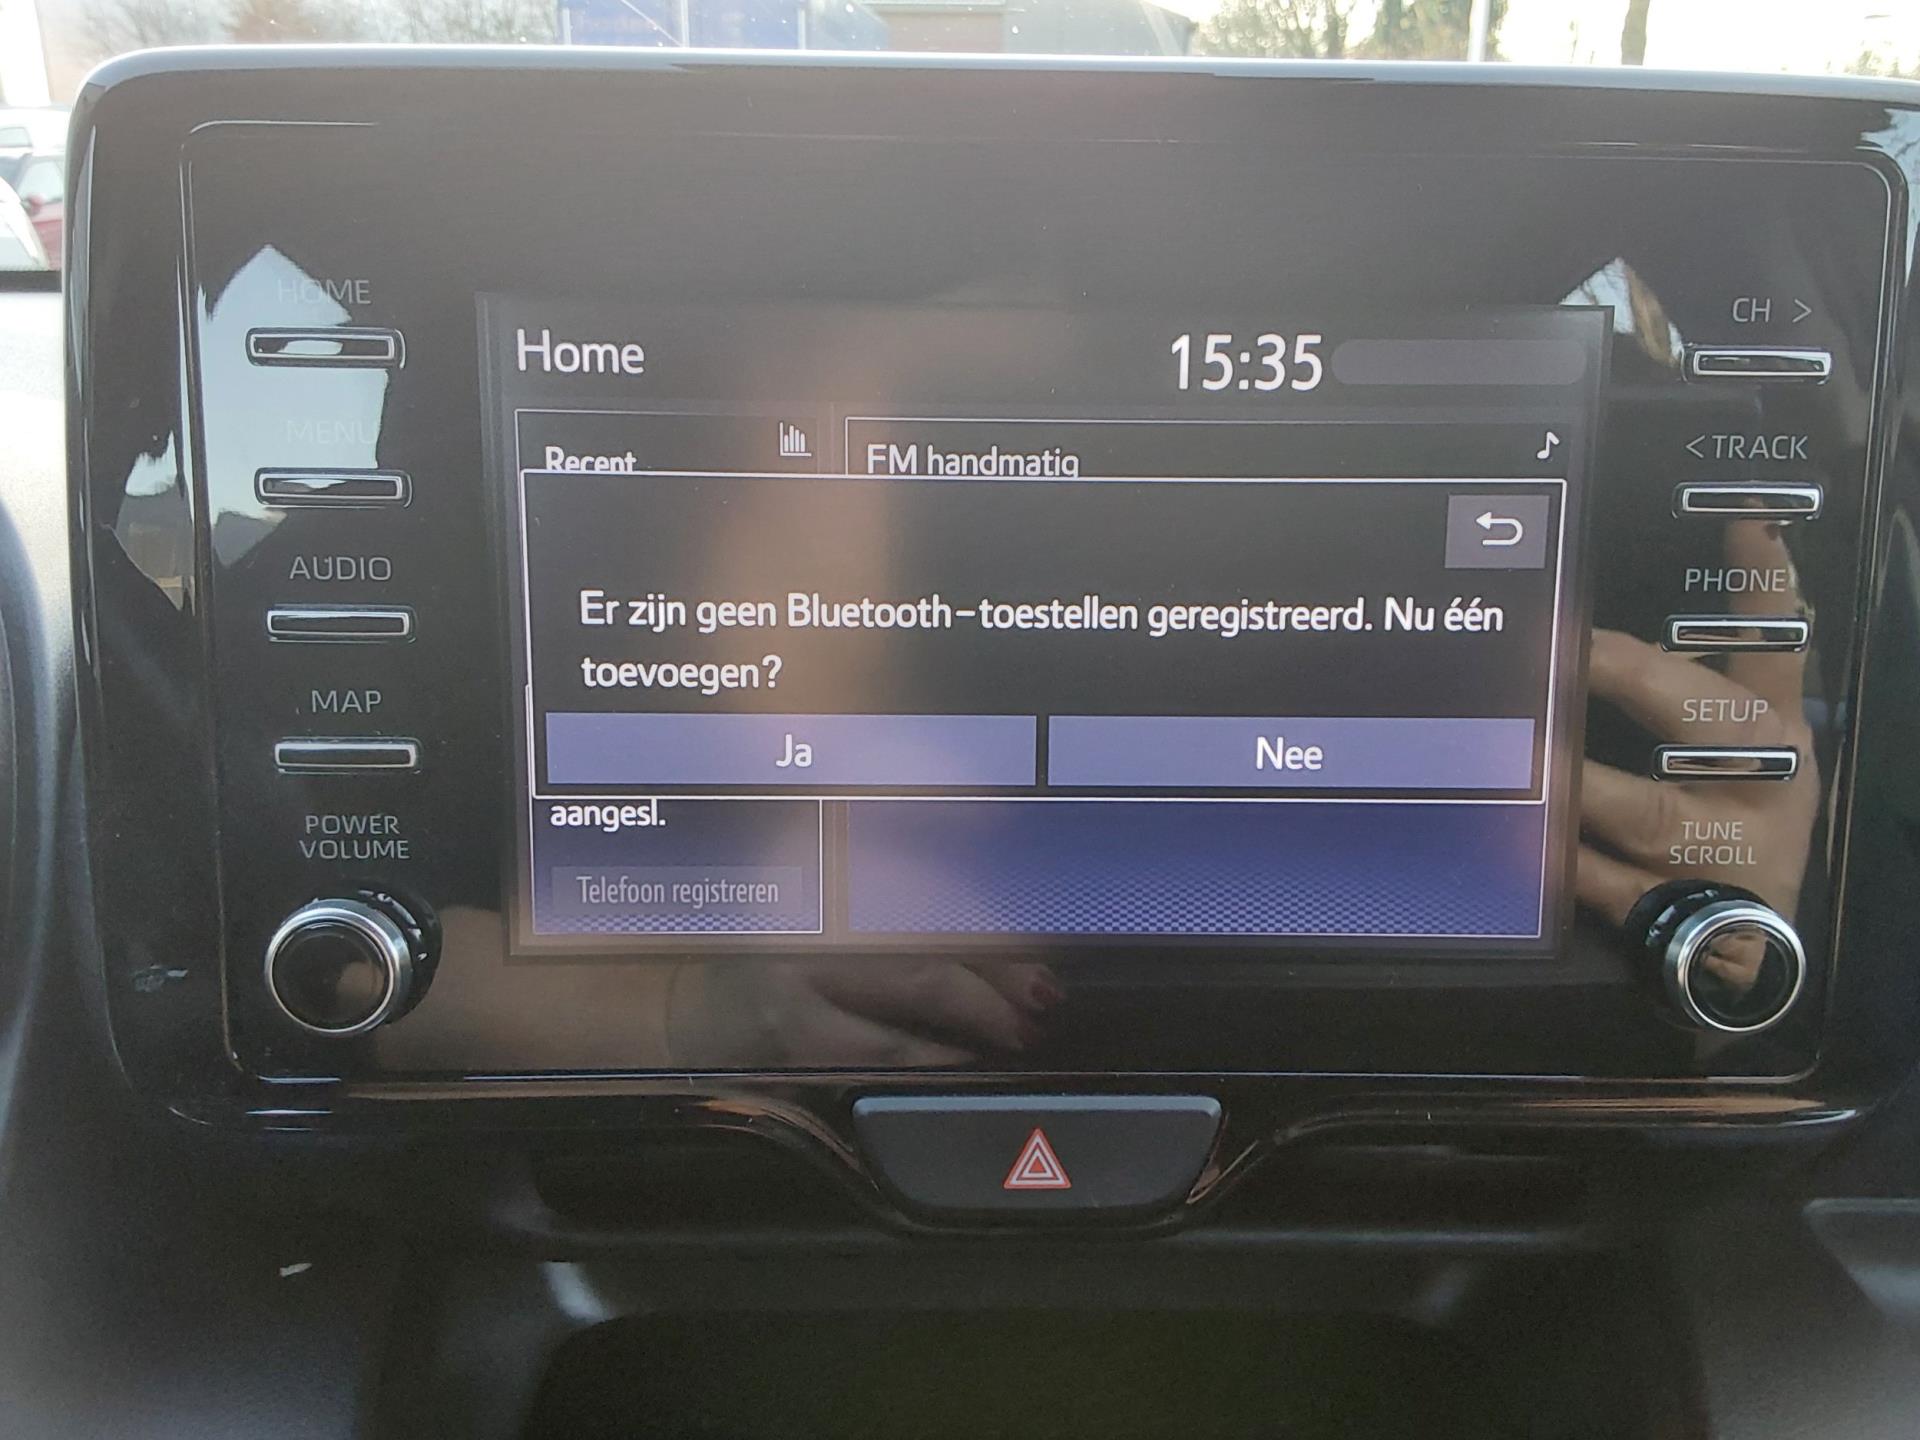 HOME
MENU
AUDIO
MAP
POWER
VOLUME
Home
15:35
Recent
FM handmatig
Er zijn geen Bluetooth-toestellen geregistreerd. Nu één
toevoegen?
Ja
Nee
aangesl.
Telefoon registreren
CH >
< TRACK
PHONE
SETUP
TUNE
SCROLL